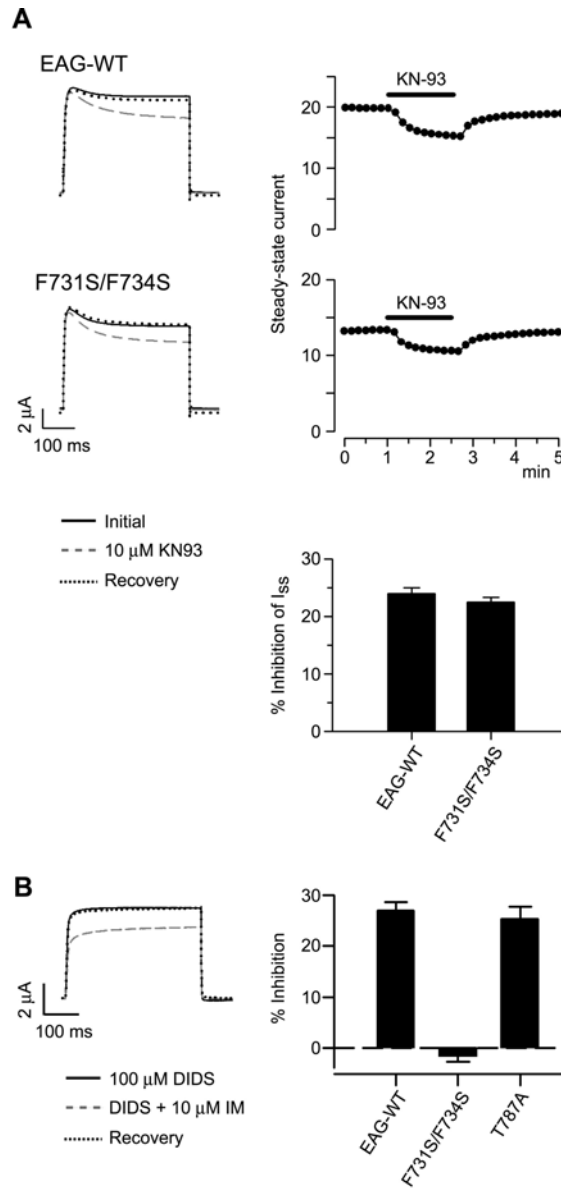 A
EAG-WT
KN-93
20
10
0
Steady-state current
F731S/F734S
20
KN-93
10
0
2 µA
100 ms
0 1 2 3 4 5
min
Initial
10 µM KN93
Recovery
30
20
10
0
% Inhibition of Iss
EAG-WT
F731S/F734S
B
2 µA
100 ms
100 µM DIDS
DIDS + 10 µM IM
Recovery
30
20
10
0
% Inhibition
EAG-WT
F731S/F734S
T787A